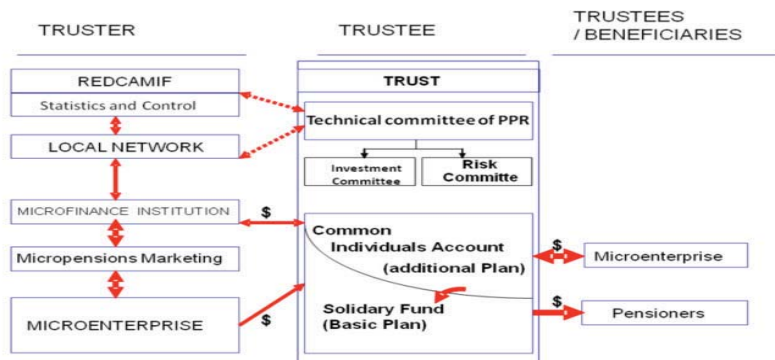 TRUSTER
TRUSTEE
TRUSTEES
/ BENEFICIARIES
REDCAMIF
Statistics and Control
LOCAL NETWORK
MICROFINANCE INSTITUTION
Micropensions Marketing
MICROENTERPRISE
$
$
TRUST
Technical committee of PPR
Investment
Committee
Risk
Committe
Common
Individuals Account
(additional Plan)
Solidary Fund
(Basic Plan)
$
Microenterprise
$
Pensioners